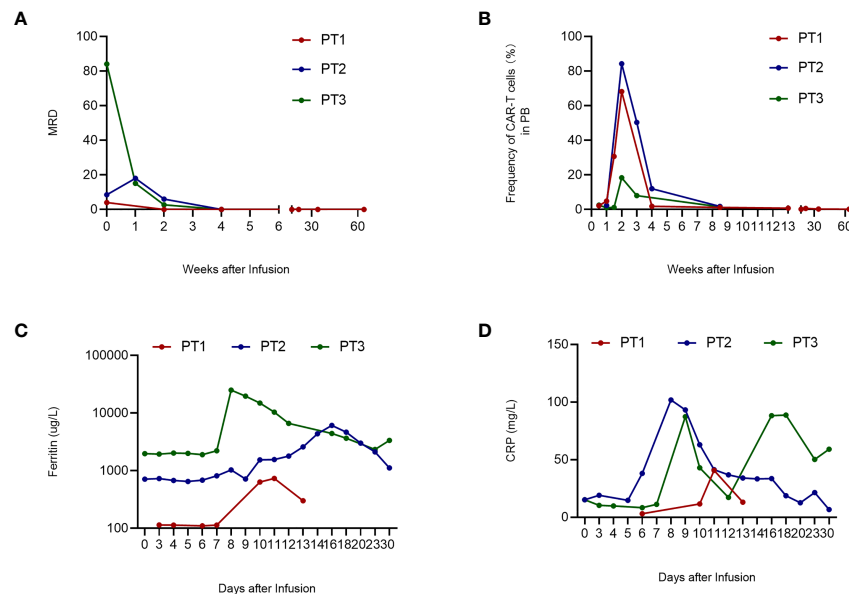 A
100
80
60
40
20
0
MRD
PT1
PT2
PT3
0 1 2 3 4 5 6 30 60
Weeks after Infusion
B
100
80
60
40
20
0
Frequency of CAR-T cells (%)
in PB
PT1
PT2
PT3
0 1 2 3 4 5 6 7 8 9 10 11 12 13 30 60
Weeks after Infusion
C
PT1 PT2 PT3
100000
10000
1000
100
Ferritin (ug/L)
0 3 4 5 6 7 8 9 10 11 12 13 14 16 18 20 23 30
Days after Infusion
D
PT1 PT2 PT3
150
100
50
0
CRP (mg/L)
0 3 4 5 6 7 8 9 10 11 12 13 14 16 18 20 23 30
Days after Infusion